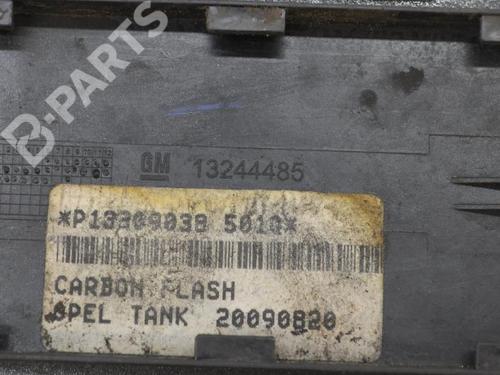 B-PARTS
GM 13244485
*P13309038 5010*
CARBON FLASH
OPEL TANK 20090820